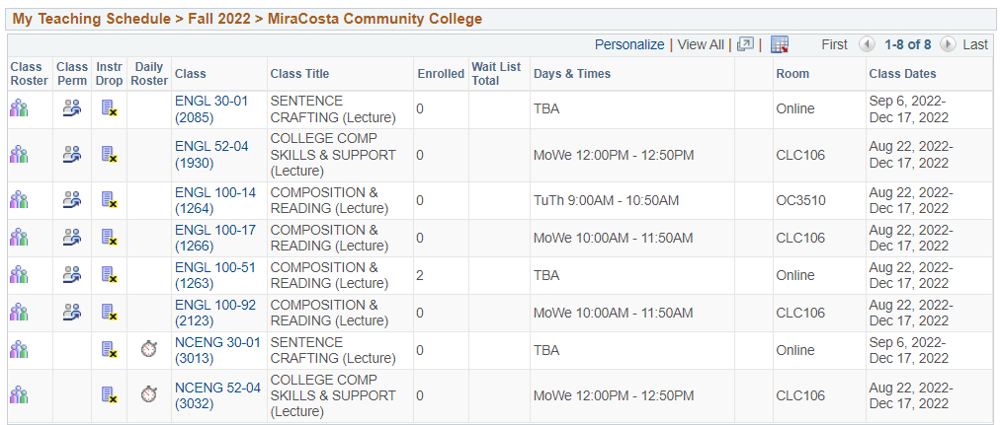 My Teaching Schedule > Fall 2022 > MiraCosta Community College
Personalize | View All | | First 1-8 of 8 Last
Class Roster Class Perm Instr Drop Daily Roster Class Class Title Enrolled Wait List Total Days & Times Room Class Dates
ENGL 30-01 SENTENCE Sep 6, 2022-
(2085) CRAFTING (Lecture) 0 TBA Online Dec 17, 2022
ENGL 52-04 COLLEGE COMP Aug 22, 2022-
(1930) SKILLS & SUPPORT 0 MoWe 12:00PM - 12:50PM CLC106 Dec 17, 2022
(Lecture)
ENGL 100-14 COMPOSITION & Aug 22, 2022-
(1264) READING (Lecture) 0 TuTh 9:00AM - 10:50AM OC3510 Dec 17, 2022
ENGL 100-17 COMPOSITION & Aug 22, 2022-
(1266) READING (Lecture) 0 MoWe 10:00AM - 11:50AM CLC106 Dec 17, 2022
ENGL 100-51 COMPOSITION & Aug 22, 2022-
(1263) READING (Lecture) 2 TBA Online Dec 17, 2022
ENGL 100-92 COMPOSITION & Aug 22, 2022-
(2123) READING (Lecture) 0 MoWe 10:00AM - 11:50AM CLC106 Dec 17, 2022
NCENG 30-01 SENTENCE Sep 6, 2022-
(3013) CRAFTING (Lecture) 0 TBA Online Dec 17, 2022
NCENG 52-04 COLLEGE COMP Aug 22, 2022-
(3032) SKILLS & SUPPORT 0 MoWe 12:00PM - 12:50PM CLC106 Dec 17, 2022
(Lecture)